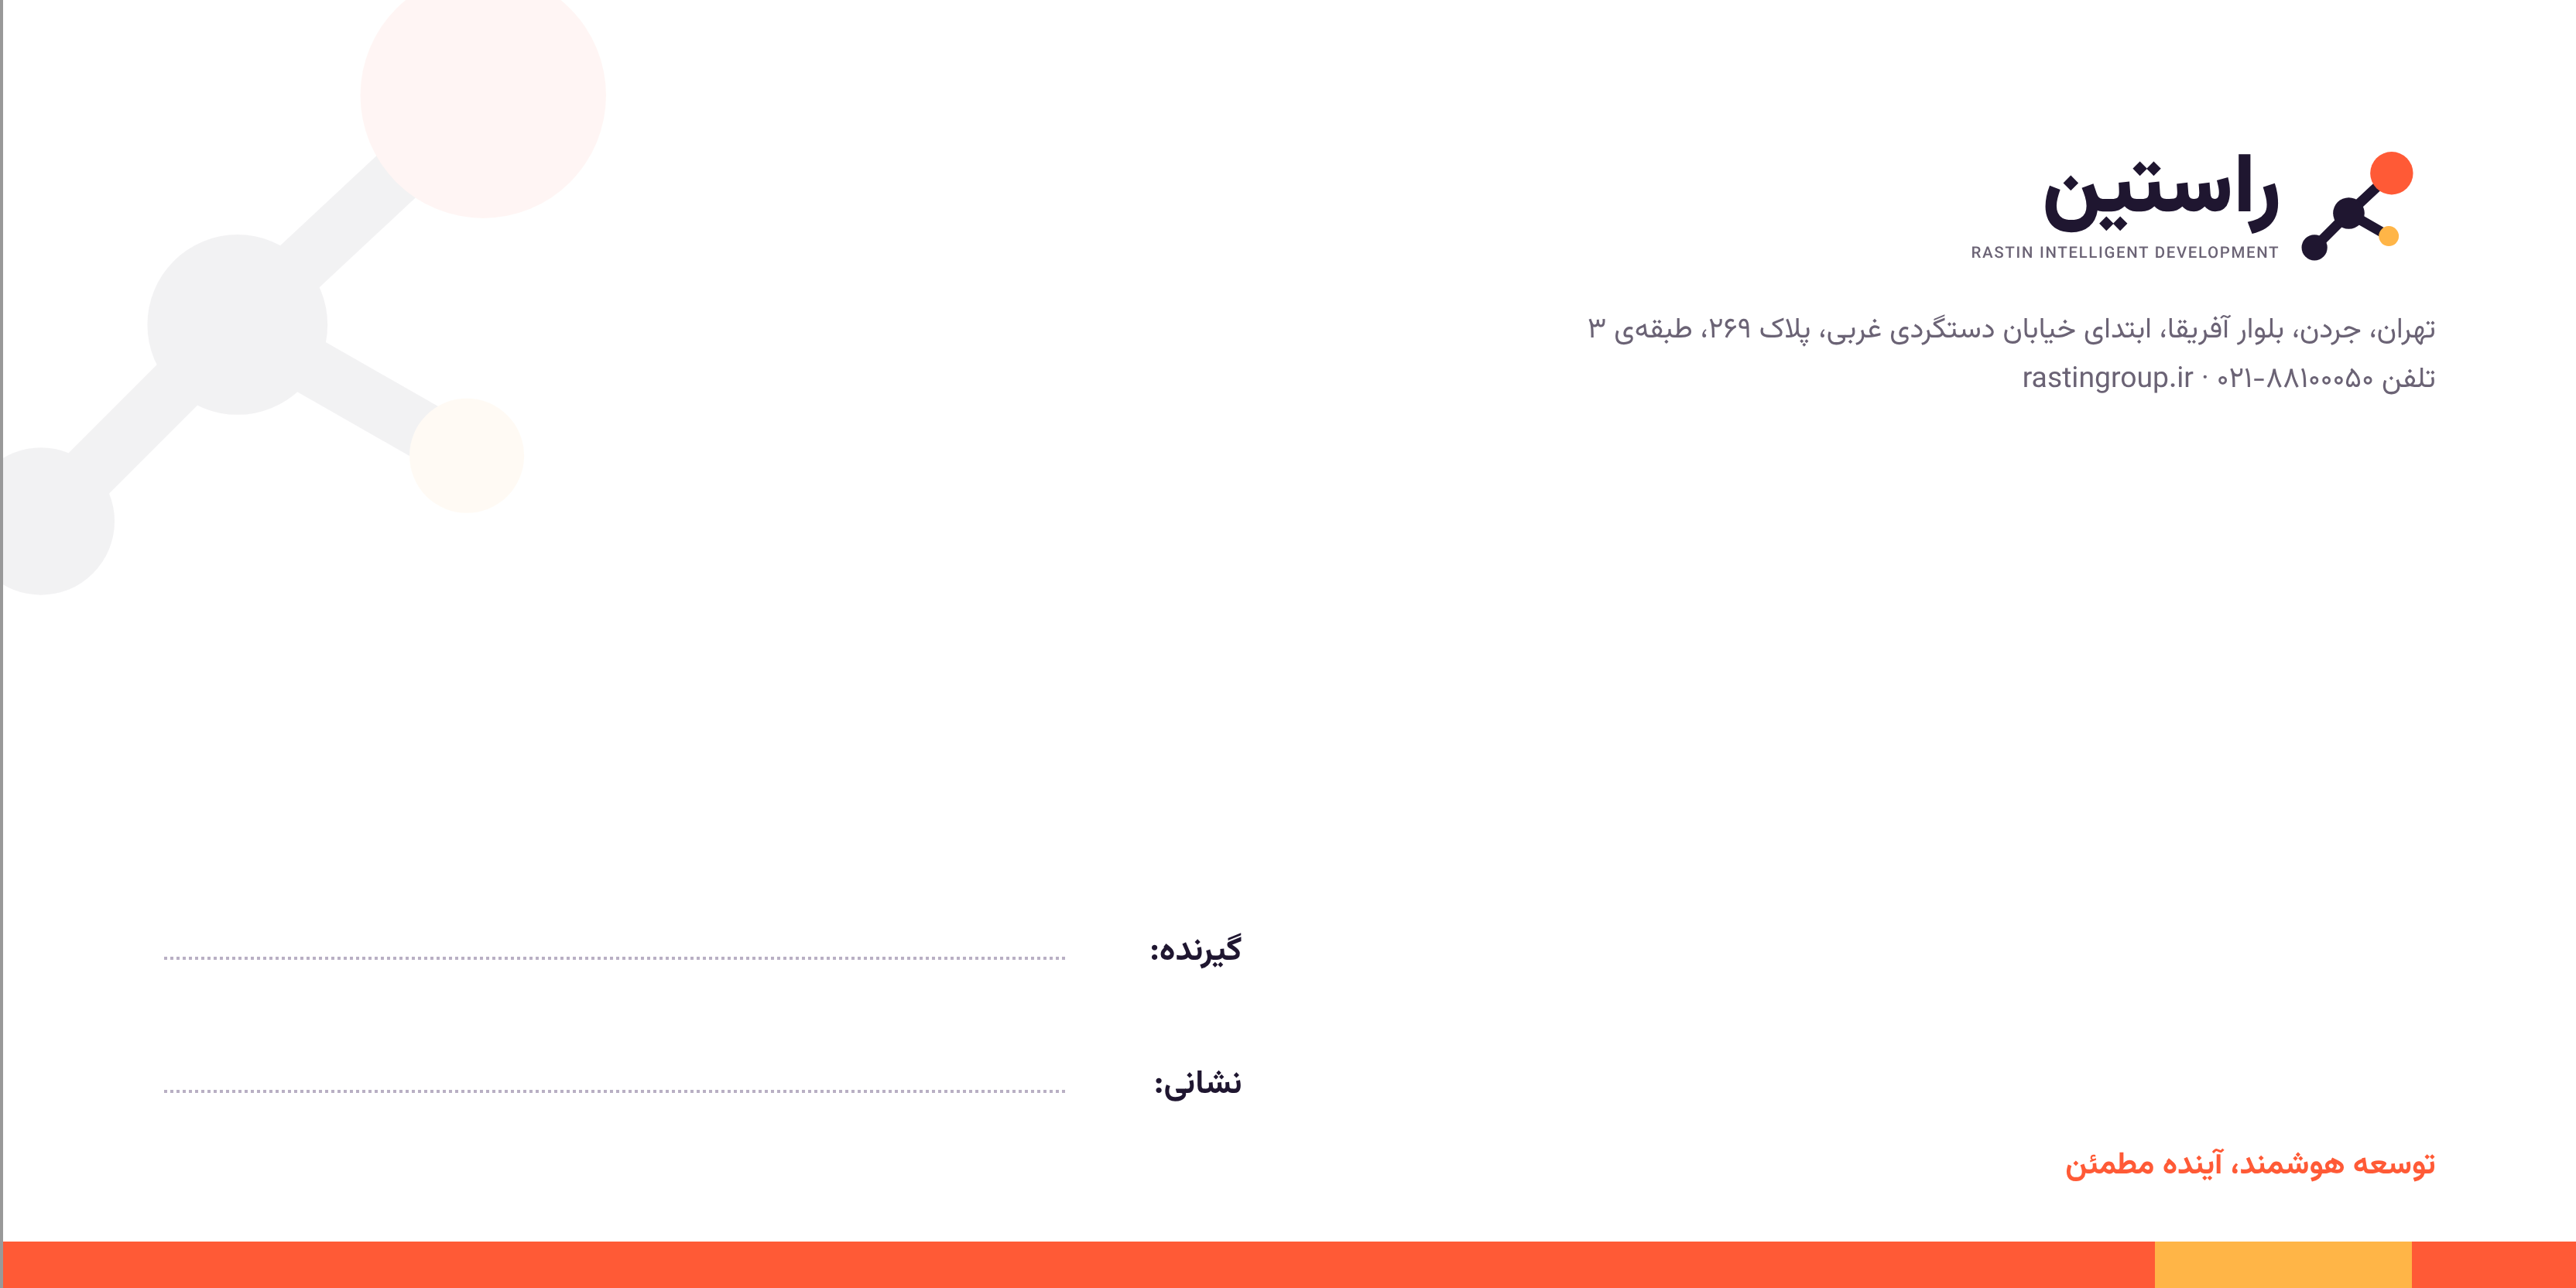 راستین
RASTIN INTELLIGENT DEVELOPMENT
تهران، جردن، بلوار آفریقا، ابتدای خیابان دستگردی غربی، پلاک ۲۶۹، طبقه‌ی ۳
تلفن ۰۲۱-۸۸۱۰۰۰۵۰ · rastingroup.ir
گیرنده:
نشانی:
توسعه هوشمند، آینده مطمئن